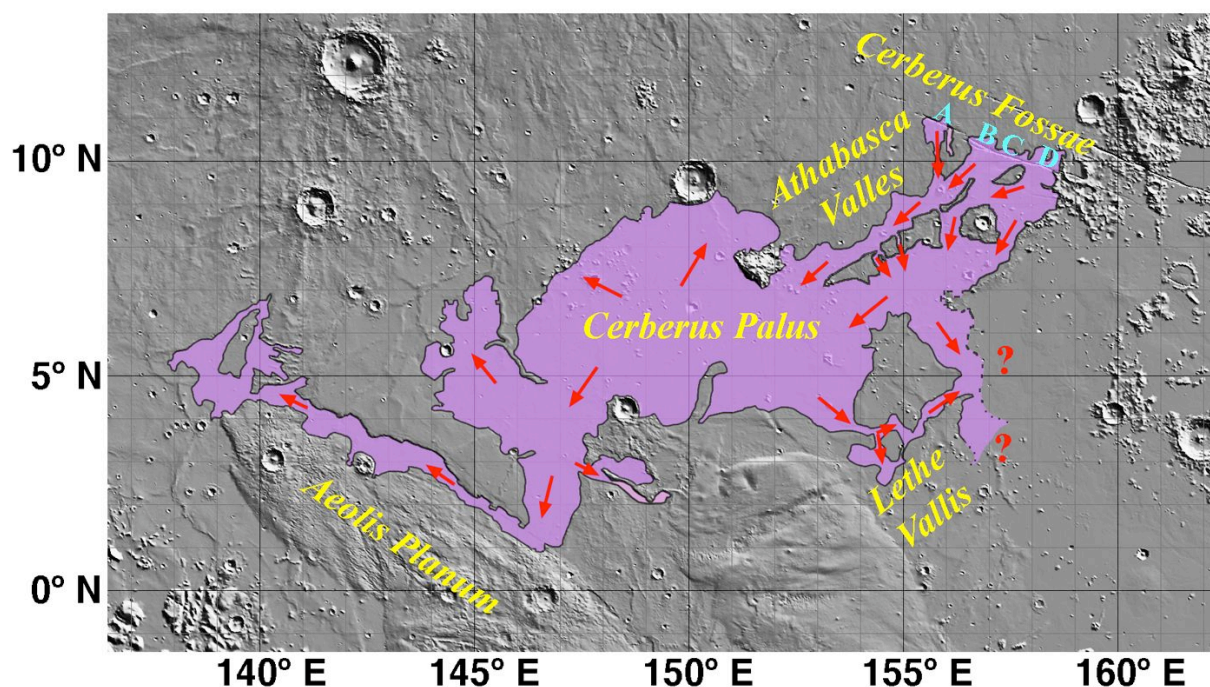 Cerberus Fossae
A
B
C
D
10° N
Athabasca
Valles
Cerberus Palus
5° N
?
?
Lethe
Vallis
Aeolis Planum
0° N
140° E
145° E
150° E
155° E
160° E